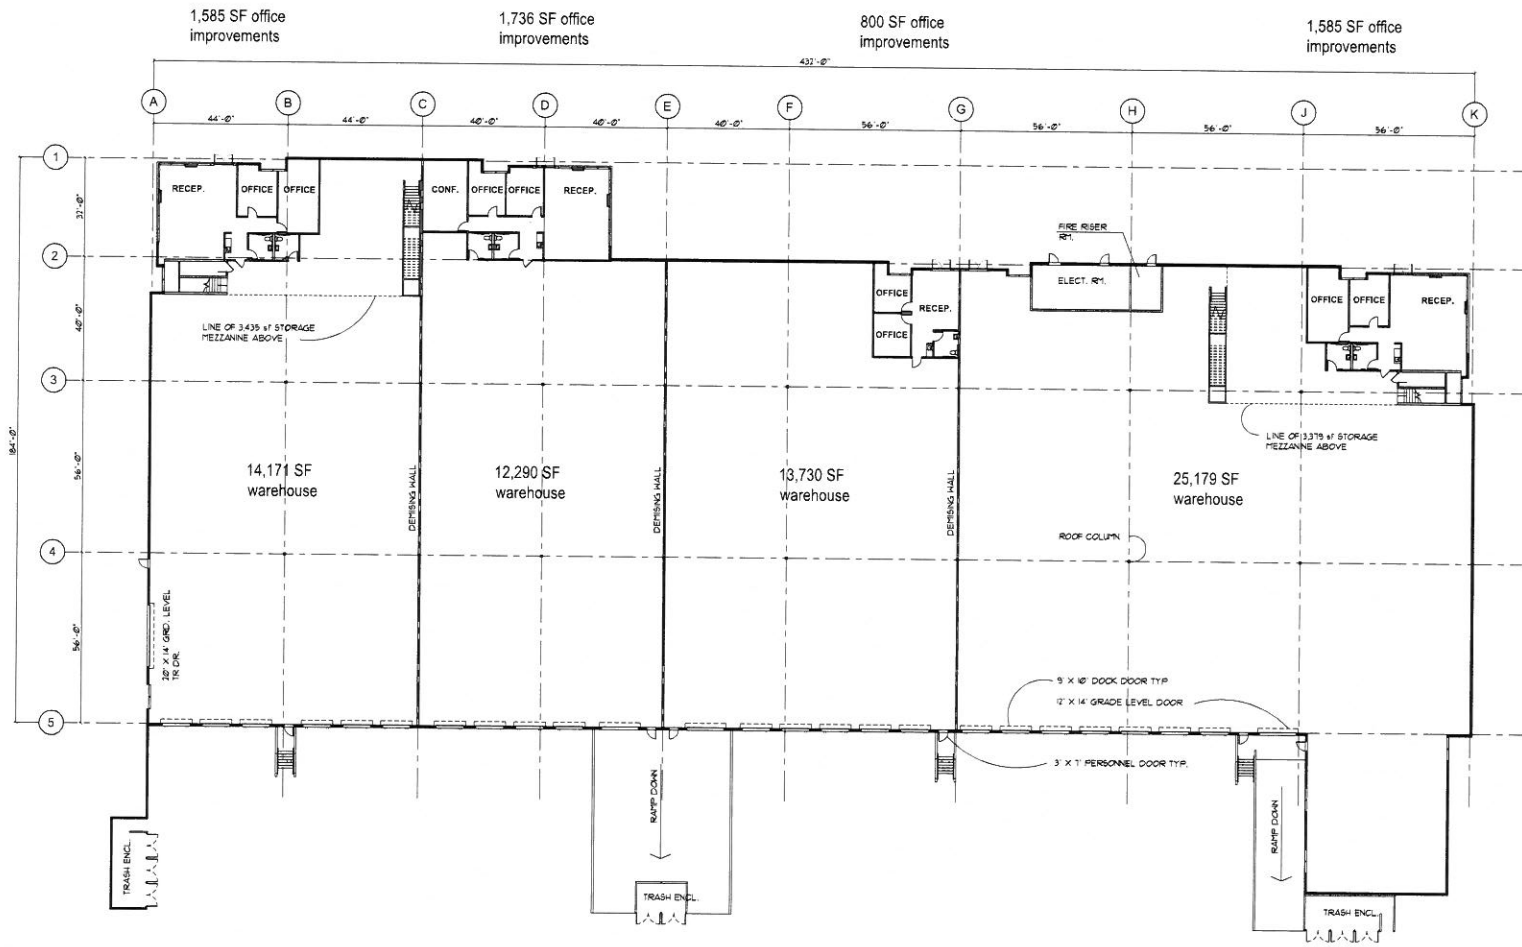 1,585 SF office
improvements
1,736 SF office
improvements
800 SF office
improvements
1,585 SF office
improvements
432'-0"
A
B
C
D
E
F
G
H
J
K
44'-0"
44'-0"
40'-0"
40'-0"
40'-0"
56'-0"
56'-0"
56'-0"
56'-0"
1
2
3
4
5
32'-0"
40'-0"
56'-0"
56'-0"
184'-0"
RECEP.
OFFICE
OFFICE
CONF.
OFFICE
OFFICE
RECEP.
FIRE RISER
RM.
ELECT. RM.
OFFICE
RECEP.
OFFICE
OFFICE
OFFICE
RECEP.
LINE OF 3,435 sf STORAGE
MEZZANINE ABOVE
LINE OF 3,379 sf STORAGE
MEZZANINE ABOVE
14,171 SF
warehouse
12,290 SF
warehouse
13,730 SF
warehouse
25,179 SF
warehouse
DEMISING WALL
DEMISING WALL
DEMISING WALL
ROOF COLUMN
20' X 14' GRD. LEVEL
TR DR.
9' X 10' DOCK DOOR TYP
12' X 14' GRADE LEVEL DOOR
3' X 7' PERSONNEL DOOR TYP.
RAMP DOWN
RAMP DOWN
TRASH ENCL.
TRASH ENCL.
TRASH ENCL.